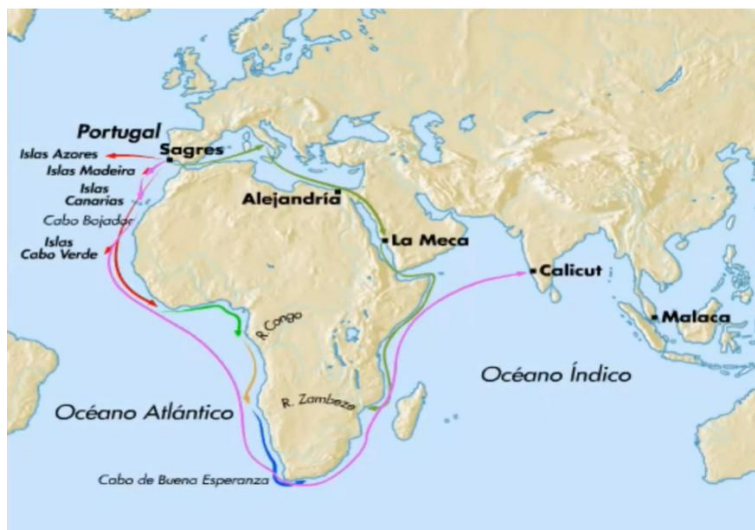 Portugal
Sagres
Islas Azores
Islas Madeira
Islas
Canarias
Cabo Bojador
Islas
Cabo Verde
Alejandría
La Meca
Calicut
Malaca
R.Congo
R. Zambeze
Océano Índico
Océano Atlántico
Cabo de Buena Esperanza